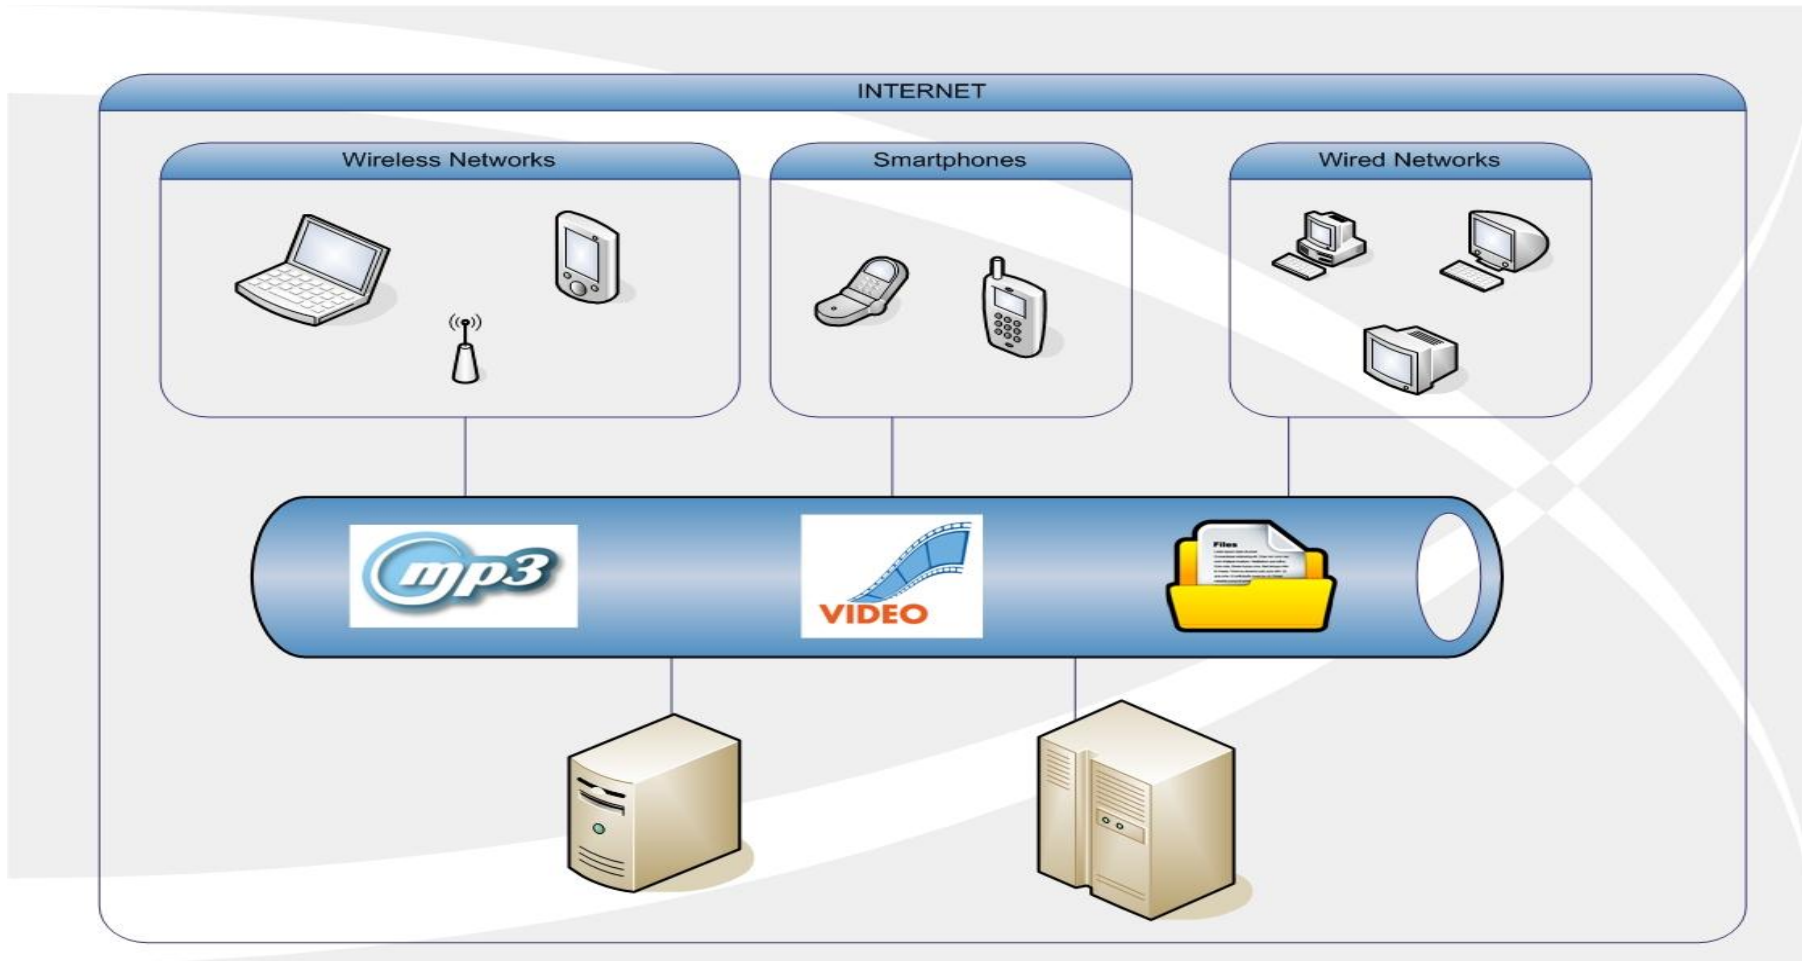 INTERNET
Wireless Networks
Smartphones
Wired Networks
mp3
VIDEO
Files